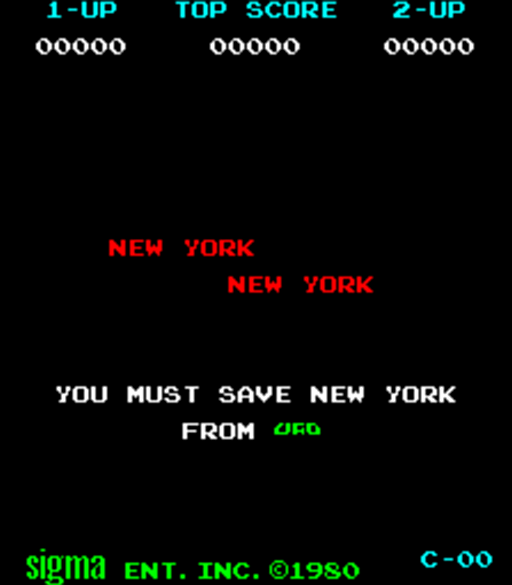 1-UP TOP SCORE 2-UP
00000 00000 00000
NEW YORK
NEW YORK
YOU MUST SAVE NEW YORK
FROM UFO
sigma ENT. INC. ©1980 C-00